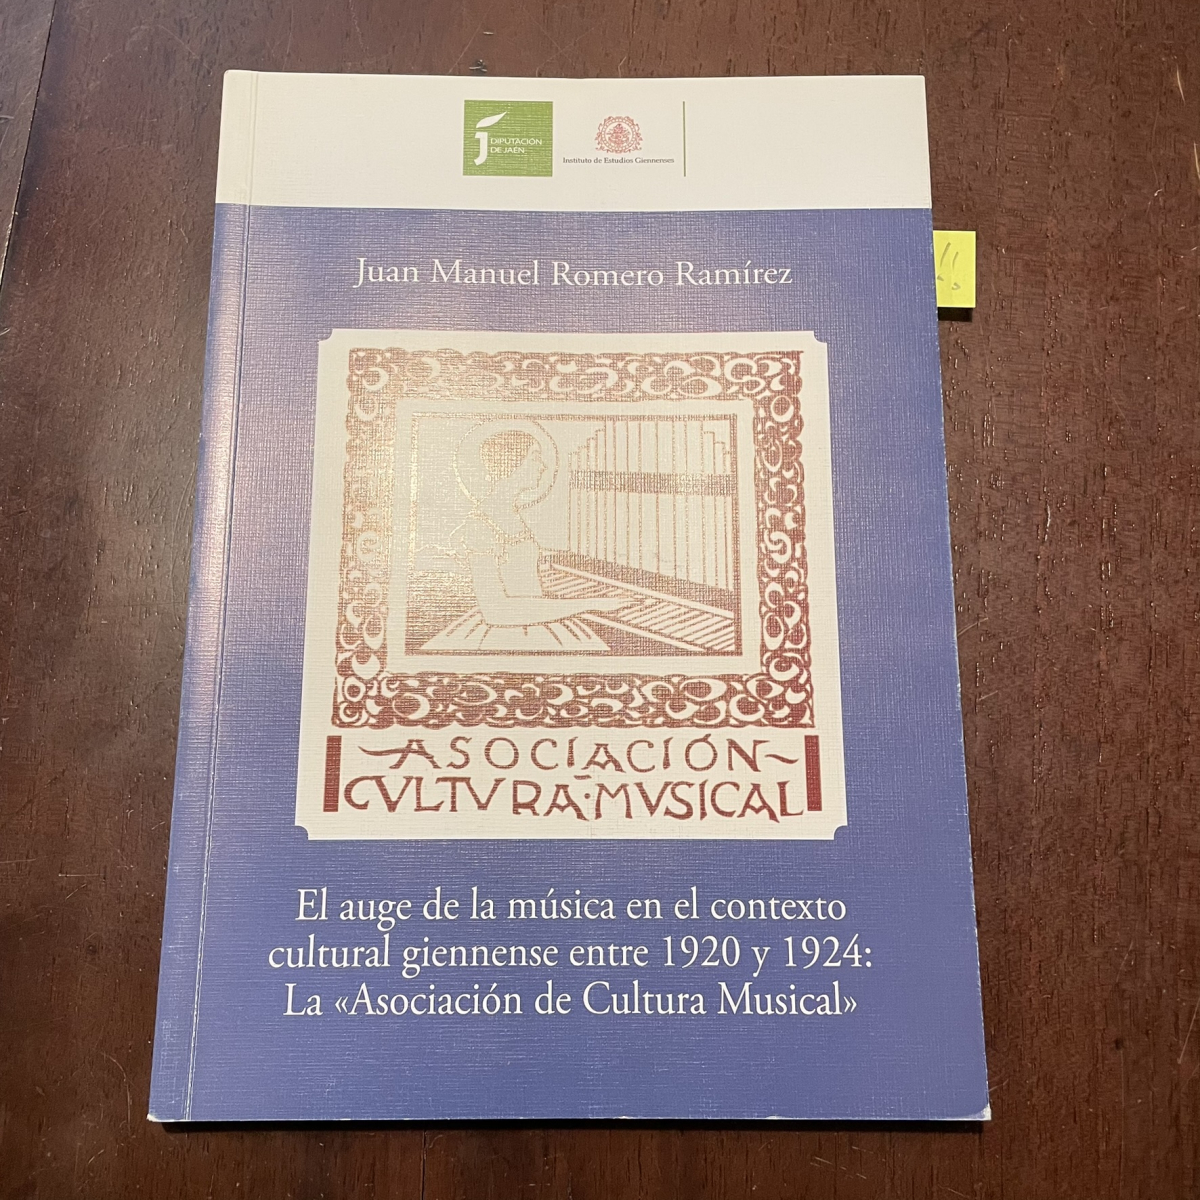 DIPUTACIÓN
DE JAÉN
Instituto de Estudios Giennenses
Juan Manuel Romero Ramírez
ASOCIACIÓN
CVLTVRA·MVSICAL
El auge de la música en el contexto
cultural giennense entre 1920 y 1924:
La «Asociación de Cultura Musical»